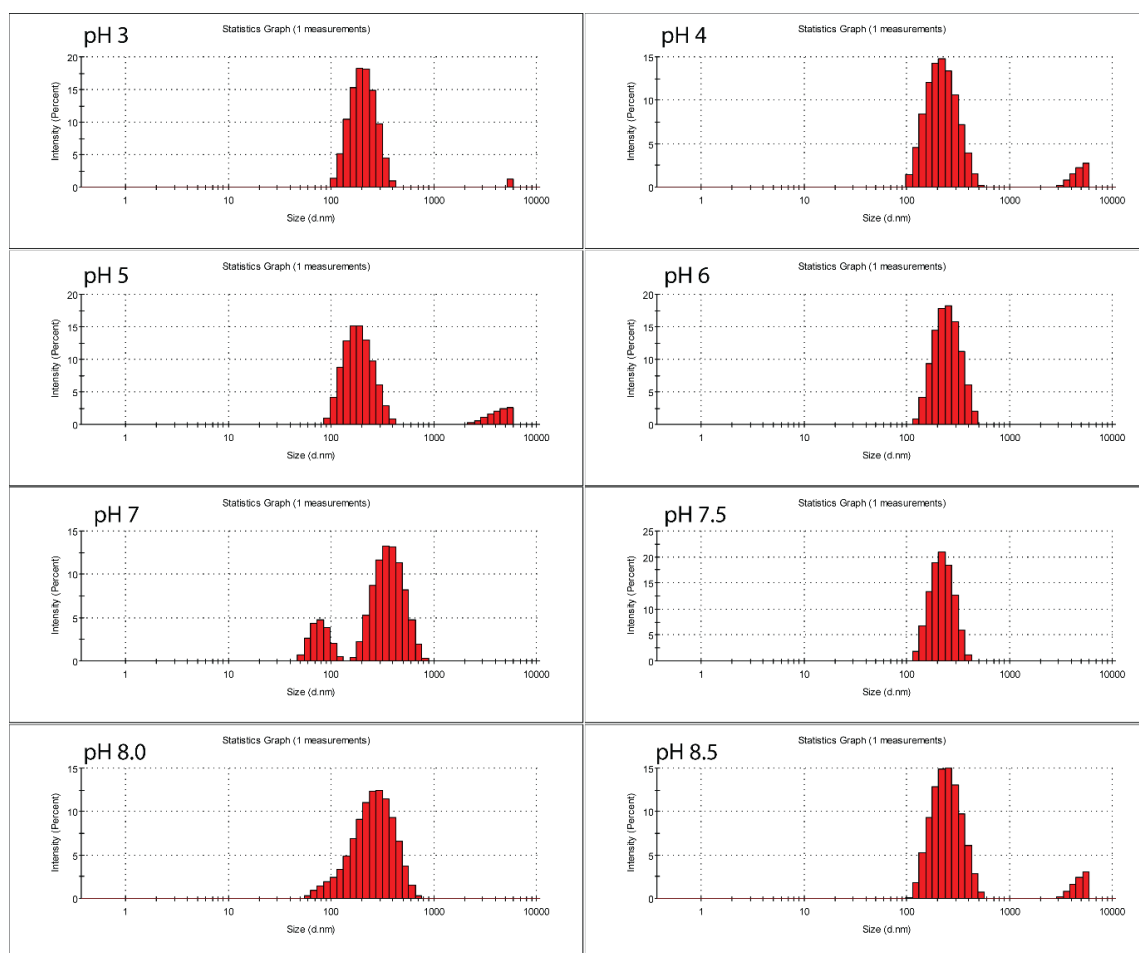 pH 3
Statistics Graph (1 measurements)
Intensity (Percent)
20
15
10
5
0
1 10 100 1000 10000
Size (d.nm)
pH 4
Statistics Graph (1 measurements)
Intensity (Percent)
15
10
5
0
1 10 100 1000 10000
Size (d.nm)
pH 5
Statistics Graph (1 measurements)
Intensity (Percent)
20
15
10
5
0
1 10 100 1000 10000
Size (d.nm)
pH 6
Statistics Graph (1 measurements)
Intensity (Percent)
20
15
10
5
0
1 10 100 1000 10000
Size (d.nm)
pH 7
Statistics Graph (1 measurements)
Intensity (Percent)
15
10
5
0
1 10 100 1000 10000
Size (d.nm)
pH 7.5
Statistics Graph (1 measurements)
Intensity (Percent)
25
20
15
10
5
0
1 10 100 1000 10000
Size (d.nm)
pH 8.0
Statistics Graph (1 measurements)
Intensity (Percent)
15
10
5
0
1 10 100 1000 10000
Size (d.nm)
pH 8.5
Statistics Graph (1 measurements)
Intensity (Percent)
15
10
5
0
1 10 100 1000 10000
Size (d.nm)